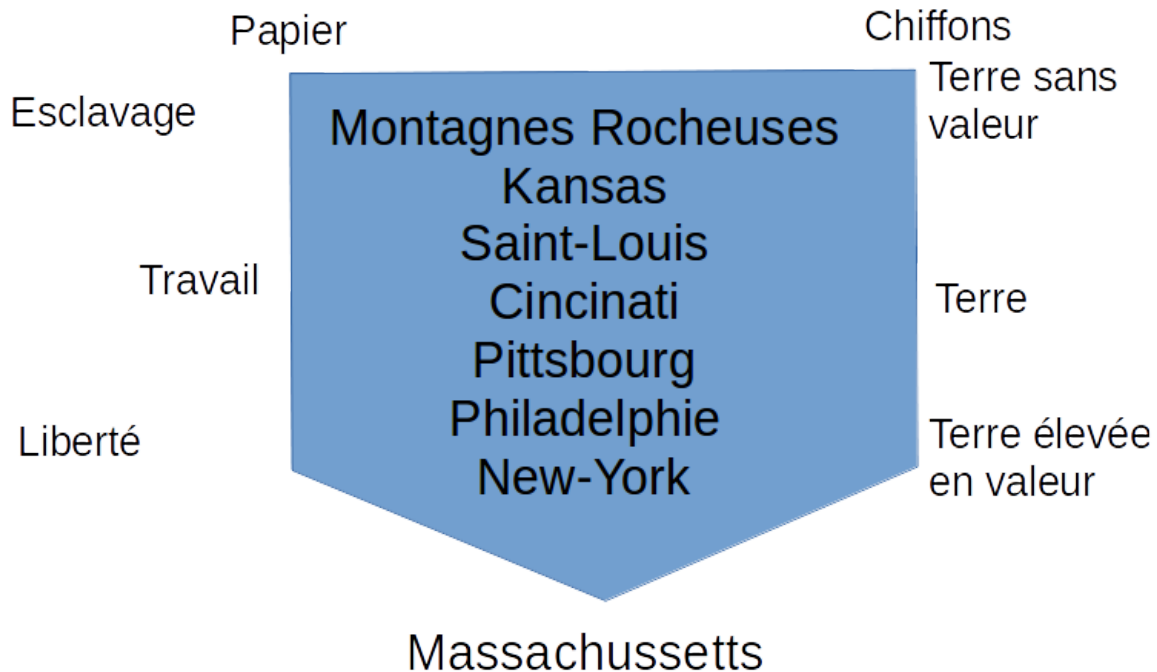 Papier
Chiffons
Esclavage
Terre sans
valeur
Montagnes Rocheuses
Kansas
Saint-Louis
Cincinati
Travail
Terre
Pittsbourg
Philadelphie
Liberté
Terre élevée
en valeur
New-York
Massachussetts